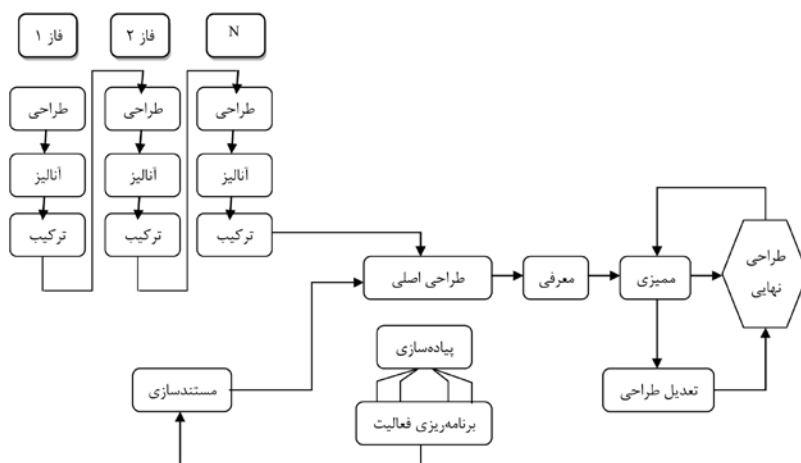 فاز ۱
فاز ۲
N
طراحی
طراحی
طراحی
آنالیز
آنالیز
آنالیز
ترکیب
ترکیب
ترکیب
طراحی اصلی
معرفی
ممیزی
طراحی
نهایی
پیاده‌سازی
مستندسازی
تعدیل طراحی
برنامه‌ریزی فعالیت